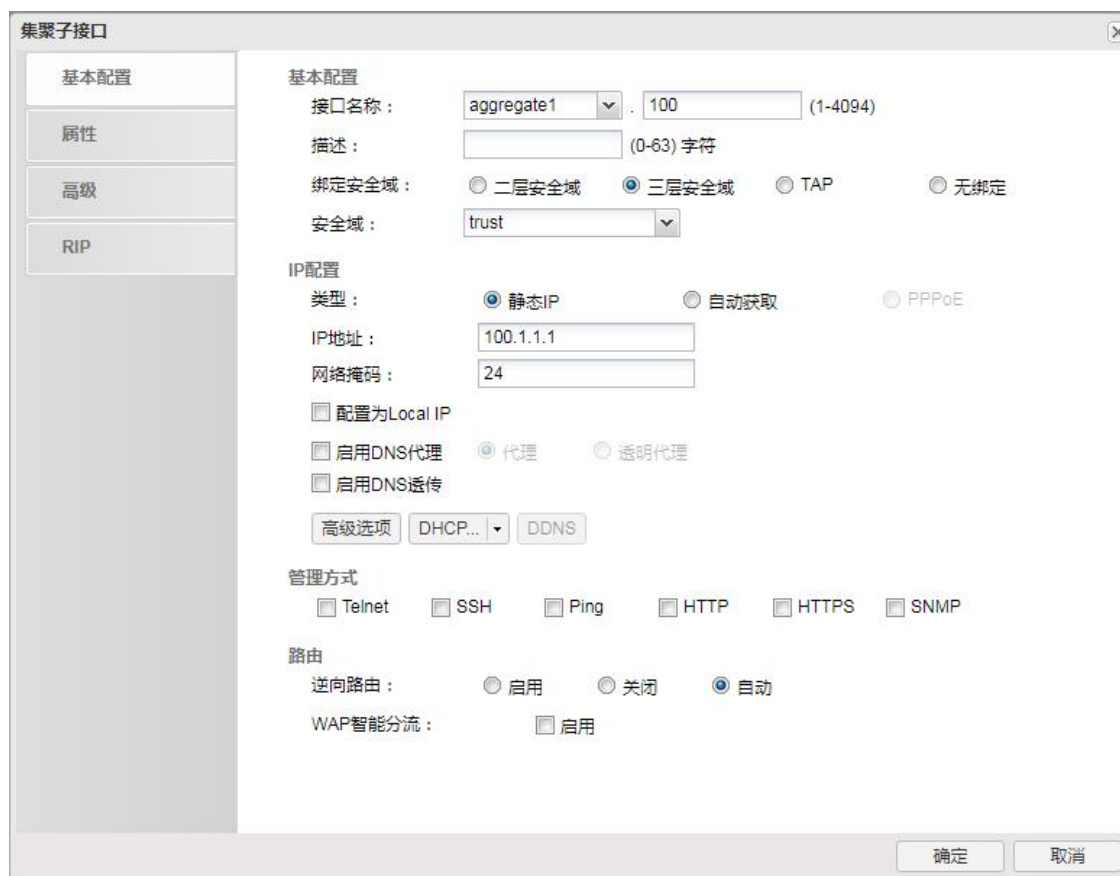 集聚子接口
基本配置
属性
高级
RIP
基本配置
接口名称： aggregate1 . 100 (1-4094)
描述： (0-63) 字符
绑定安全域： 二层安全域 三层安全域 TAP 无绑定
安全域： trust
IP配置
类型： 静态IP 自动获取 PPPoE
IP地址： 100.1.1.1
网络掩码： 24
配置为Local IP
启用DNS代理 代理 透明代理
启用DNS透传
高级选项 DHCP... DDNS
管理方式
Telnet SSH Ping HTTP HTTPS SNMP
路由
逆向路由： 启用 关闭 自动
WAP智能分流： 启用
确定 取消